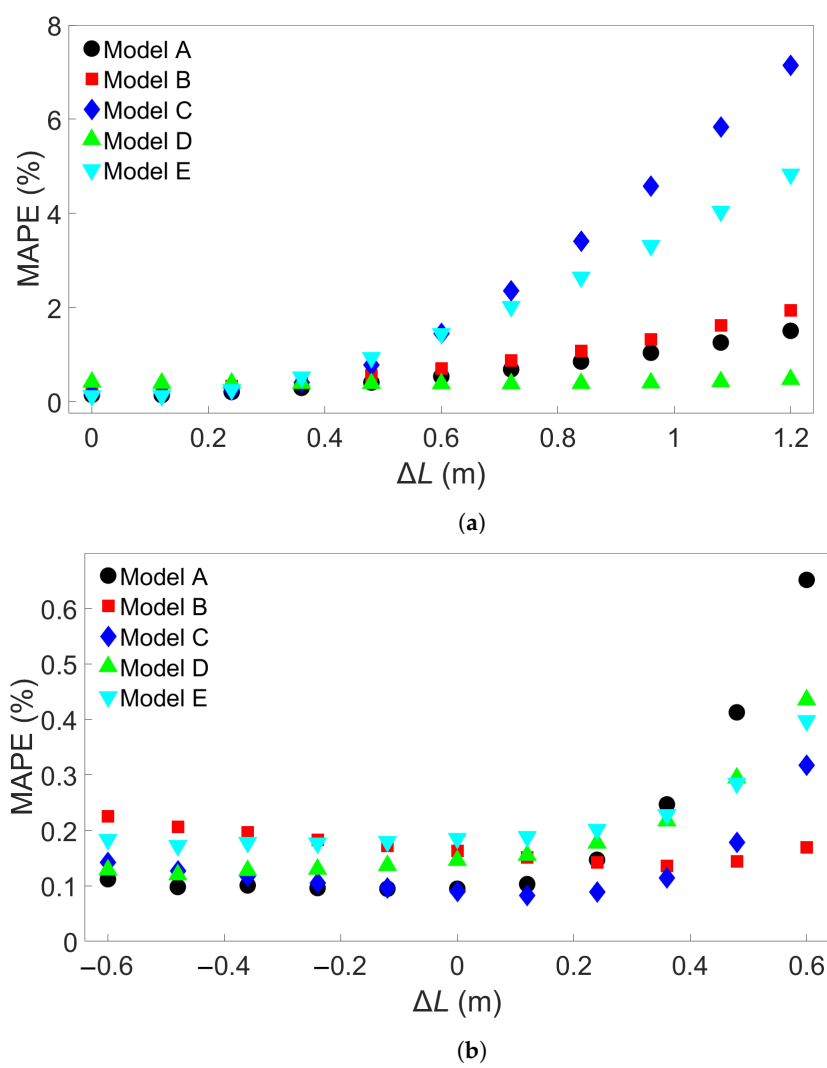 8
6
4
2
0
MAPE (%)
Model A
Model B
Model C
Model D
Model E
0 0.2 0.4 0.6 0.8 1 1.2
ΔL (m)
(a)
0.6
0.5
0.4
0.3
0.2
0.1
0
MAPE (%)
Model A
Model B
Model C
Model D
Model E
−0.6 −0.4 −0.2 0 0.2 0.4 0.6
ΔL (m)
(b)